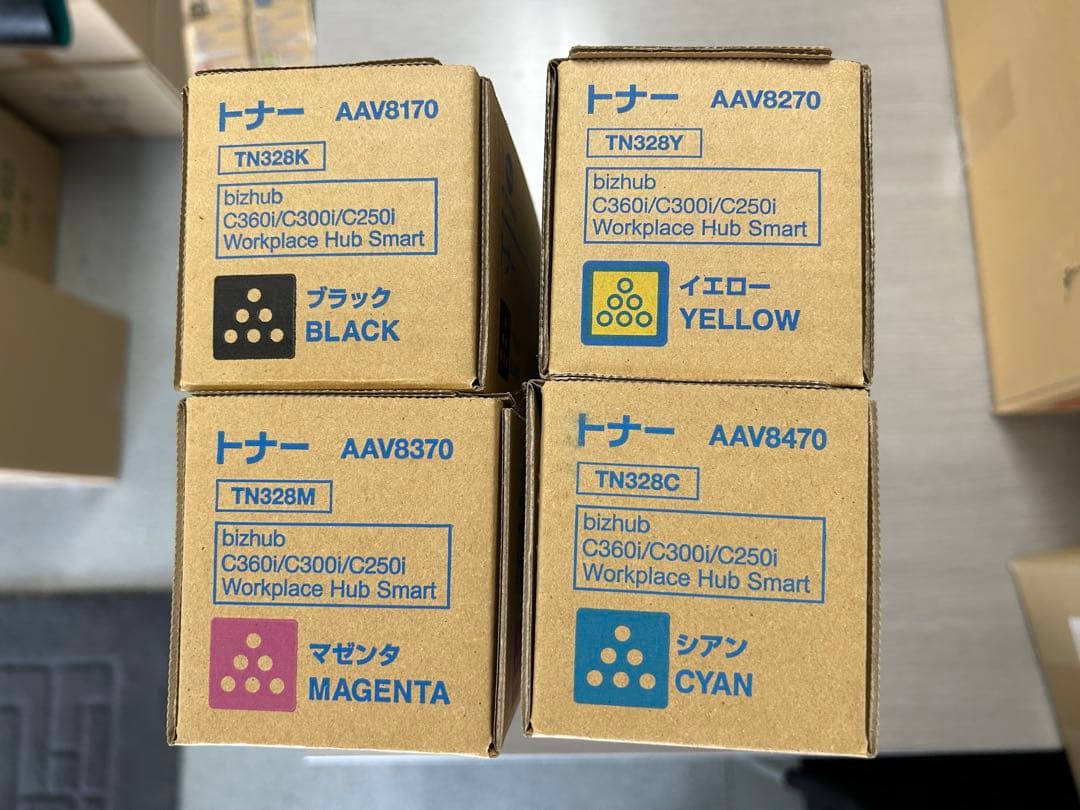 トナー AAV8170
TN328K
bizhub
C360i/C300i/C250i
Workplace Hub Smart
ブラック
BLACK
トナー AAV8270
TN328Y
bizhub
C360i/C300i/C250i
Workplace Hub Smart
イエロー
YELLOW
トナー AAV8370
TN328M
bizhub
C360i/C300i/C250i
Workplace Hub Smart
マゼンタ
MAGENTA
トナー AAV8470
TN328C
bizhub
C360i/C300i/C250i
Workplace Hub Smart
シアン
CYAN